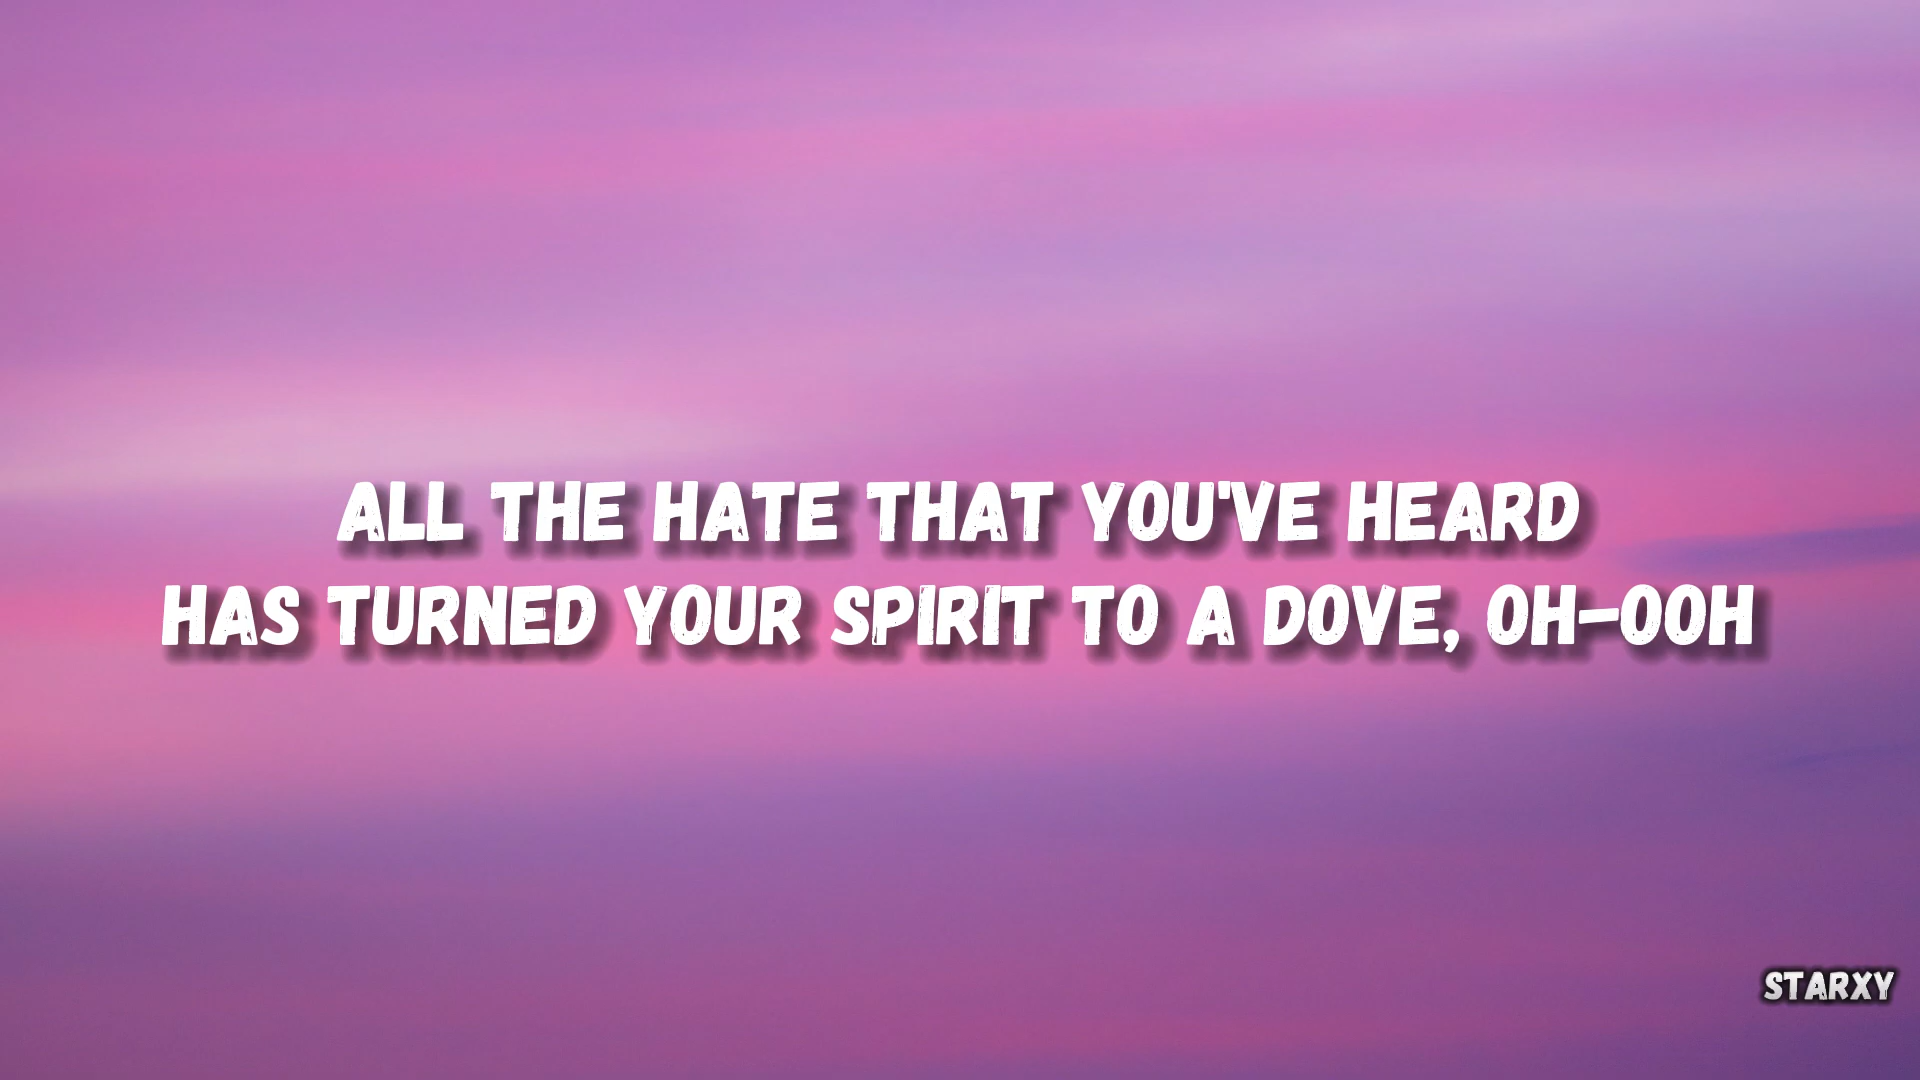 ALL THE HATE THAT YOU'VE HEARD
HAS TURNED YOUR SPIRIT TO A DOVE, OH-OOH
STARXY